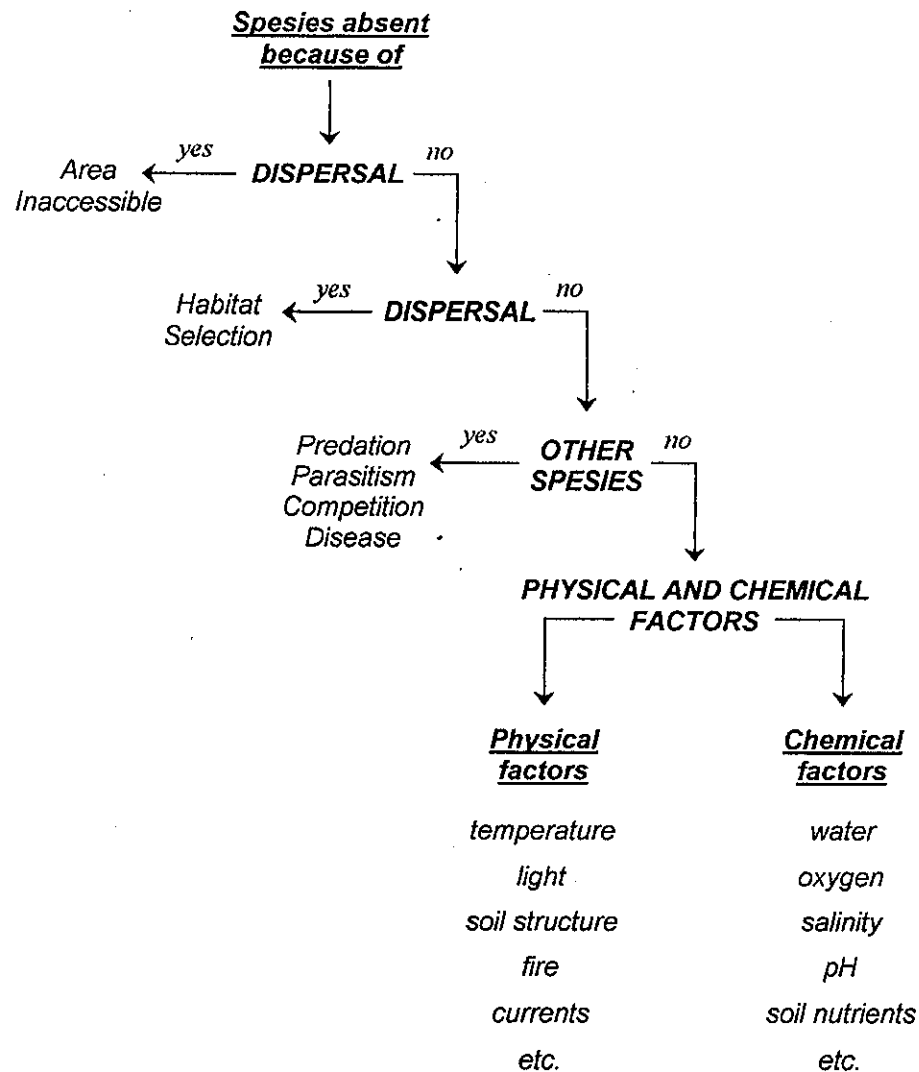 Spesies absent
because of
yes
DISPERSAL
no
Area
Inaccessible
yes
DISPERSAL
no
Habitat
Selection
yes
OTHER
SPESIES
no
Predation
Parasitism
Competition
Disease
PHYSICAL AND CHEMICAL
FACTORS
Physical
factors
temperature
light
soil structure
fire
currents
etc.
Chemical
factors
water
oxygen
salinity
pH
soil nutrients
etc.